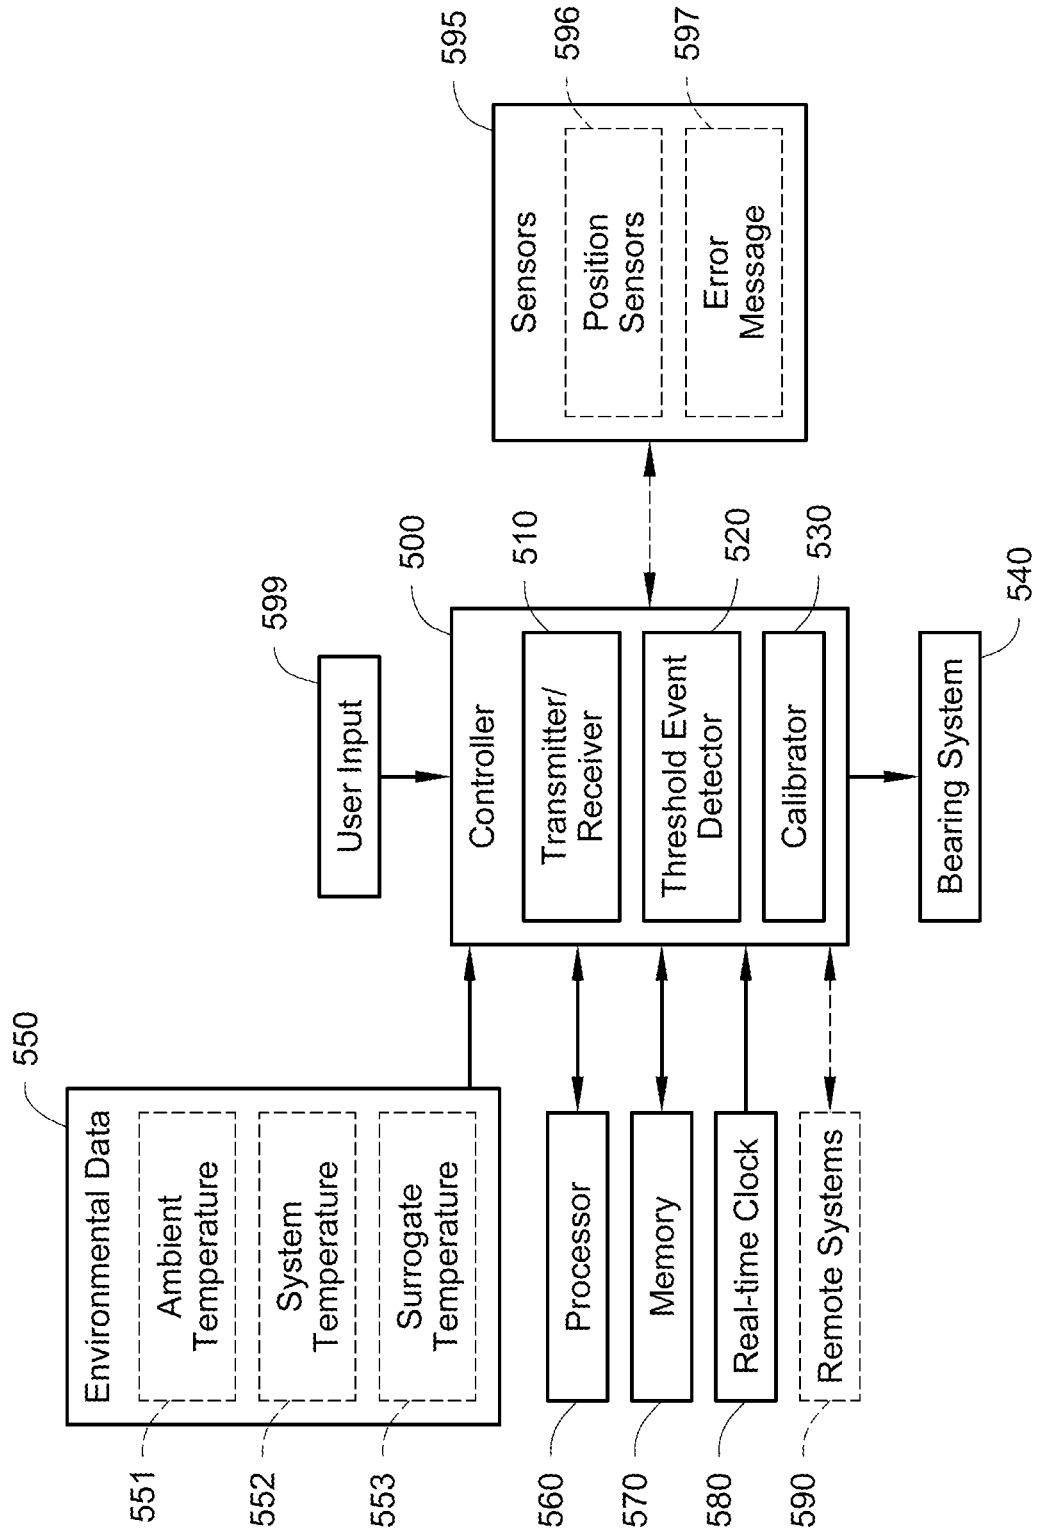 550
Environmental Data
551
Ambient
Temperature
552
System
Temperature
553
Surrogate
Temperature
560
Processor
570
Memory
580
Real-time Clock
590
Remote Systems
599
User Input
500
Controller
510
Transmitter/
Receiver
520
Threshold Event
Detector
530
Calibrator
540
Bearing System
595
Sensors
596
Position
Sensors
597
Error
Message